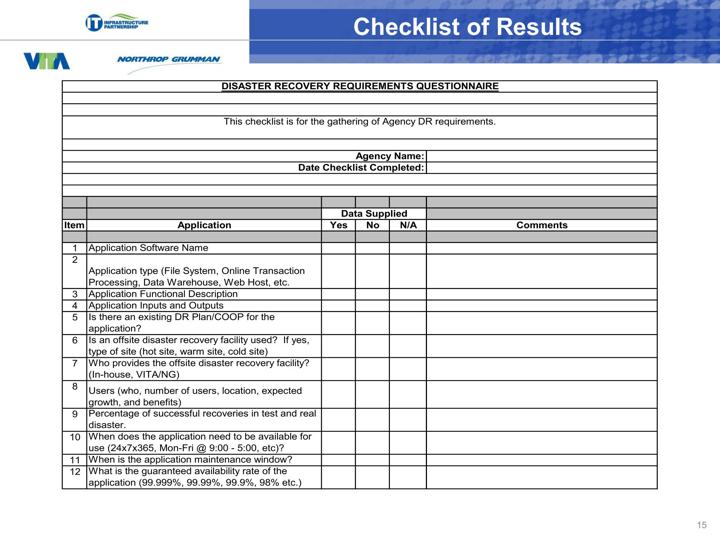 IT INFRASTRUCTURE
PARTNERSHIP
Checklist of Results
VITA
NORTHROP GRUMMAN
DISASTER RECOVERY REQUIREMENTS QUESTIONNAIRE
This checklist is for the gathering of Agency DR requirements.
Agency Name:
Date Checklist Completed:
Data Supplied
Item Application Yes No N/A Comments
1 Application Software Name
2
Application type (File System, Online Transaction
Processing, Data Warehouse, Web Host, etc.
3 Application Functional Description
4 Application Inputs and Outputs
5 Is there an existing DR Plan/COOP for the
application?
6 Is an offsite disaster recovery facility used? If yes,
type of site (hot site, warm site, cold site)
7 Who provides the offsite disaster recovery facility?
(In-house, VITA/NG)
8
Users (who, number of users, location, expected
growth, and benefits)
9 Percentage of successful recoveries in test and real
disaster.
10 When does the application need to be available for
use (24x7x365, Mon-Fri @ 9:00 - 5:00, etc)?
11 When is the application maintenance window?
12 What is the guaranteed availability rate of the
application (99.999%, 99.99%, 99.9%, 98% etc.)
15